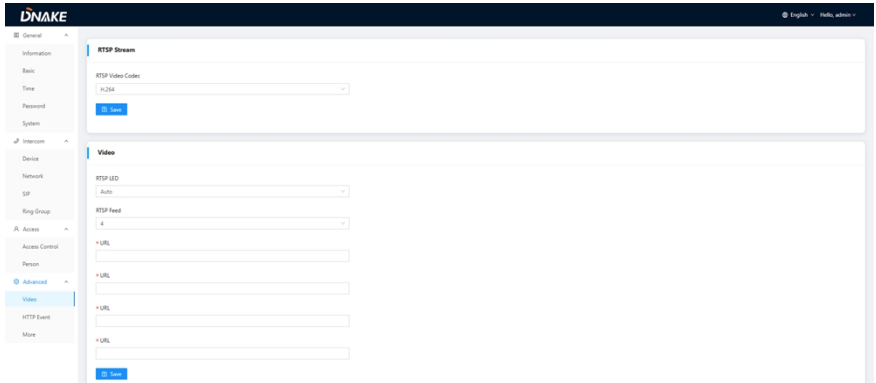 DNAKE
English
Hello, admin
General
Information
Basic
Time
Password
System
Intercom
Device
Network
SIP
Ring Group
Access
Access Control
Person
Advanced
Video
HTTP Event
More
RTSP Stream
RTSP Video Codec
H.264
Save
Video
RTSP LED
Auto
RTSP Feed
4
* URL
* URL
* URL
* URL
Save